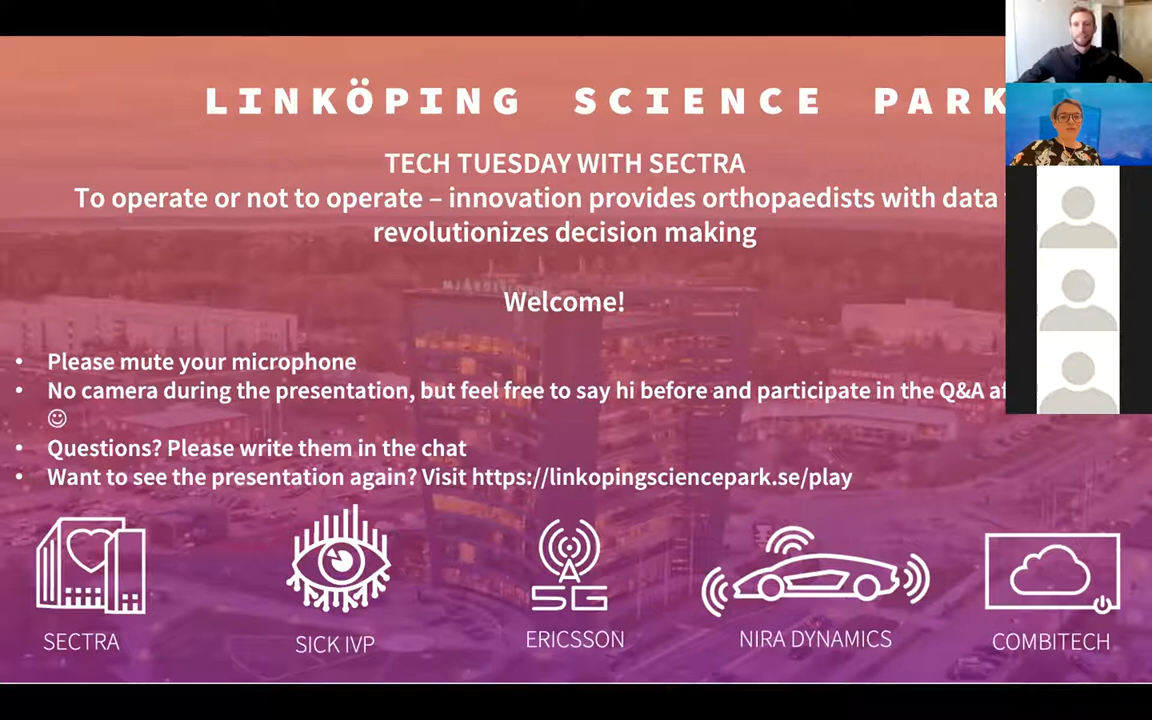 LINKÖPING SCIENCE PARK
TECH TUESDAY WITH SECTRA
To operate or not to operate – innovation provides orthopaedists with data
revolutionizes decision making
Welcome!
• Please mute your microphone
• No camera during the presentation, but feel free to say hi before and participate in the Q&A
☺
• Questions? Please write them in the chat
• Want to see the presentation again? Visit https://linkopingsciencepark.se/play
A
5G
SECTRA
SICK IVP
ERICSSON
NIRA DYNAMICS
COMBITECH